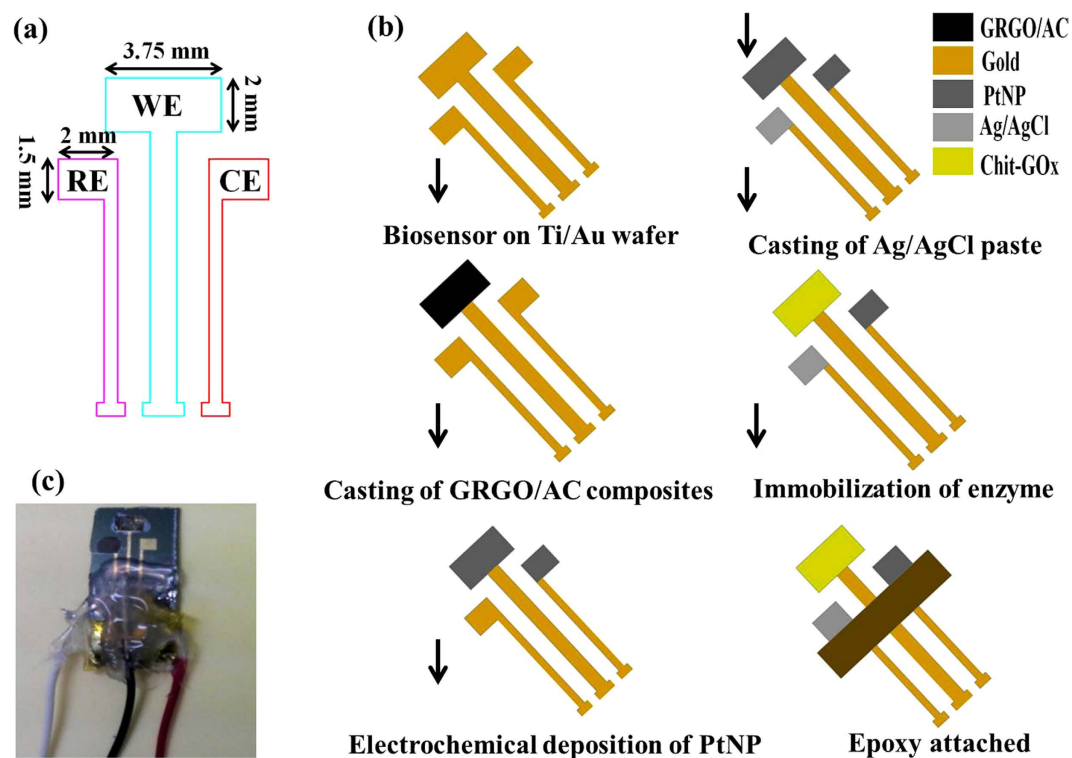 (a)
3.75 mm
WE
2 mm
2 mm
1.5 mm
RE
CE
(b)
Biosensor on Ti/Au wafer
Casting of GRGO/AC composites
Electrochemical deposition of PtNP
GRGO/AC
Gold
PtNP
Ag/AgCl
Chit-GOx
Casting of Ag/AgCl paste
Immobilization of enzyme
Epoxy attached
(c)